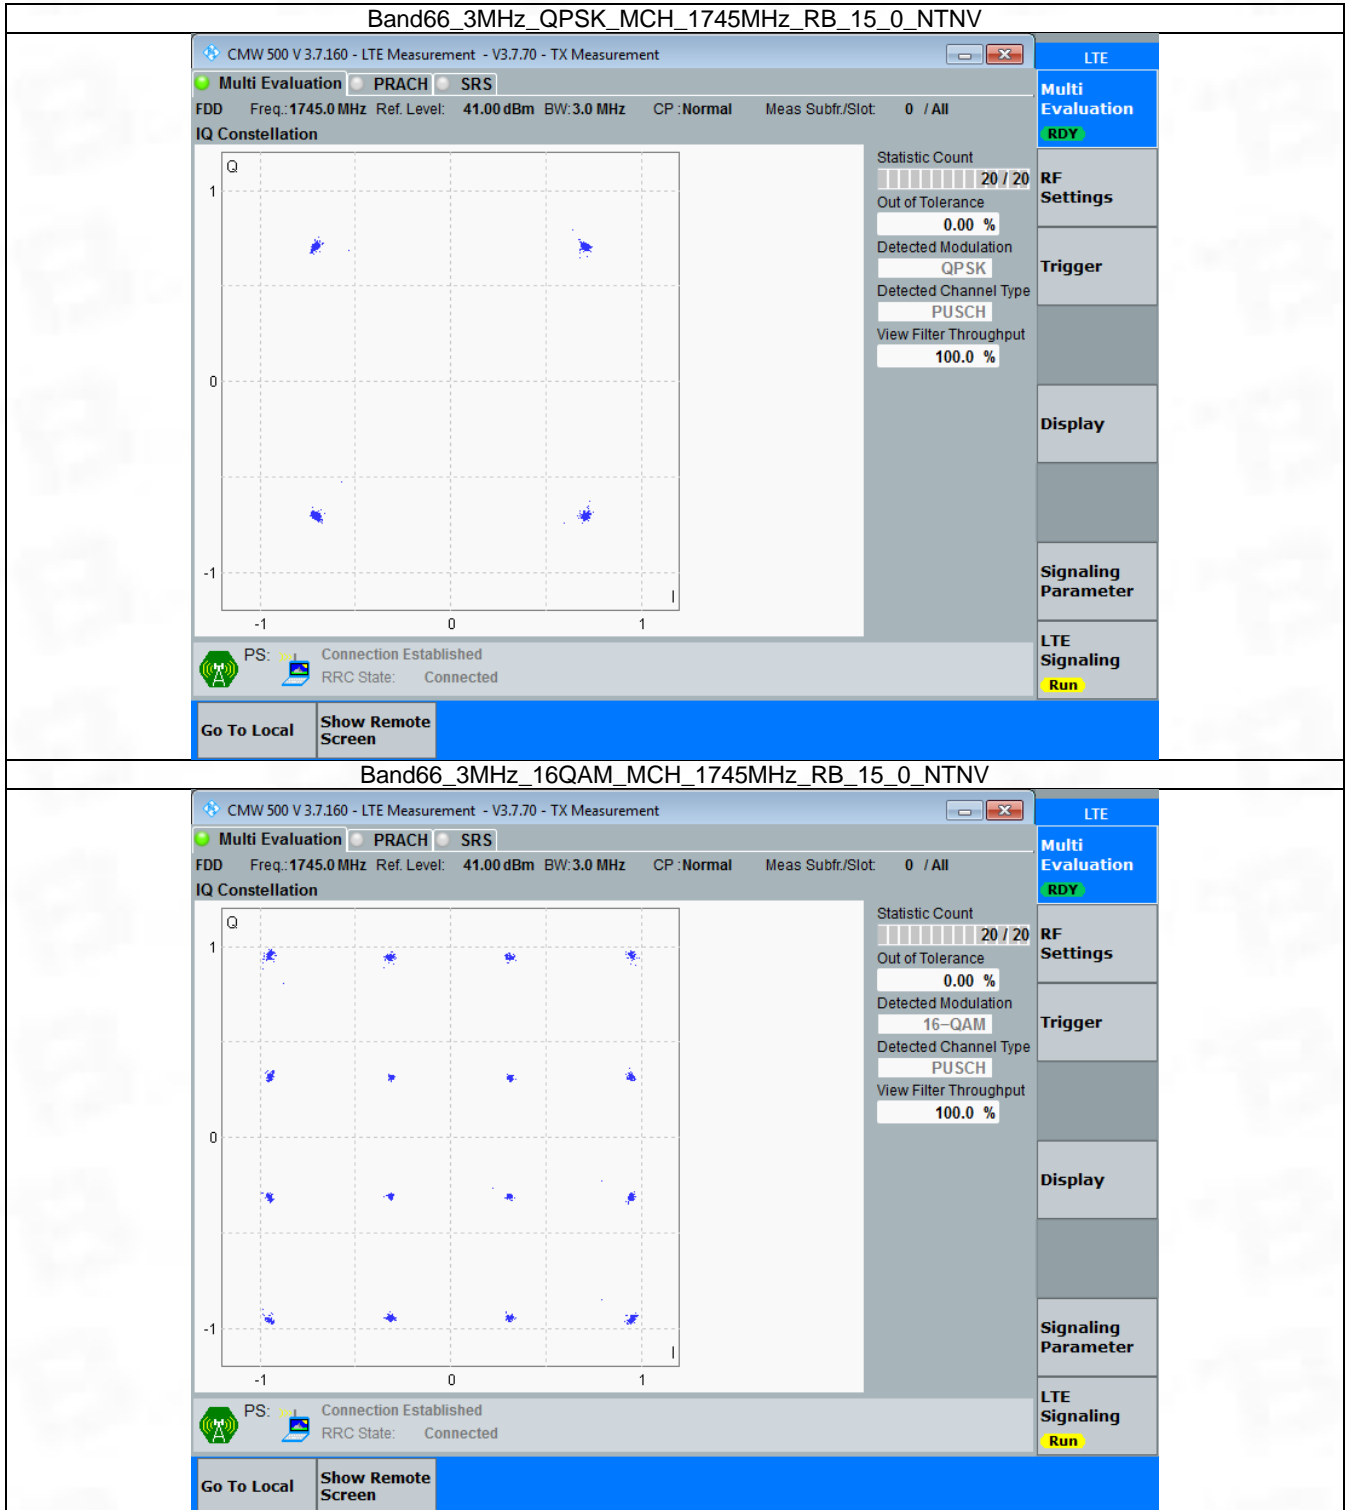 Band66_3MHz_QPSK_MCH_1745MHz_RB_15_0_NTNV
CMW 500 V 3.7.160 - LTE Measurement - V3.7.70 - TX Measurement
LTE
Multi Evaluation PRACH SRS
Multi
Evaluation
RDY
FDD Freq.: 1745.0 MHz Ref. Level: 41.00 dBm BW: 3.0 MHz CP : Normal Meas Subfr./Slot: 0 / All
IQ Constellation
Q
1
0
-1
I
-1 0 1
Statistic Count
20 / 20
Out of Tolerance
0.00 %
Detected Modulation
QPSK
Detected Channel Type
PUSCH
View Filter Throughput
100.0 %
RF
Settings
Trigger
Display
Signaling
Parameter
LTE
Signaling
Run
PS: Connection Established
RRC State: Connected
Go To Local
Show Remote
Screen
Band66_3MHz_16QAM_MCH_1745MHz_RB_15_0_NTNV
CMW 500 V 3.7.160 - LTE Measurement - V3.7.70 - TX Measurement
LTE
Multi Evaluation PRACH SRS
Multi
Evaluation
RDY
FDD Freq.: 1745.0 MHz Ref. Level: 41.00 dBm BW: 3.0 MHz CP : Normal Meas Subfr./Slot: 0 / All
IQ Constellation
Q
1
0
-1
I
-1 0 1
Statistic Count
20 / 20
Out of Tolerance
0.00 %
Detected Modulation
16-QAM
Detected Channel Type
PUSCH
View Filter Throughput
100.0 %
RF
Settings
Trigger
Display
Signaling
Parameter
LTE
Signaling
Run
PS: Connection Established
RRC State: Connected
Go To Local
Show Remote
Screen